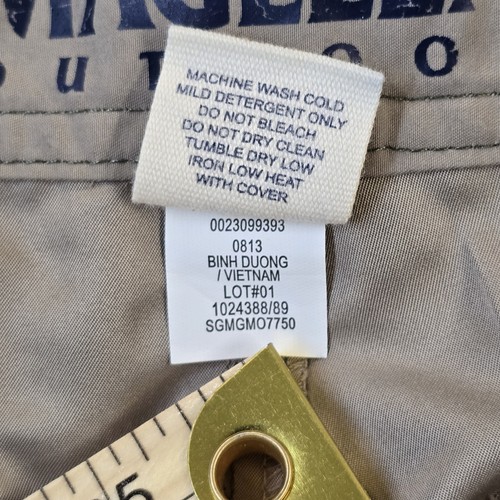 MACHINE WASH COLD
MILD DETERGENT ONLY
DO NOT BLEACH
DO NOT DRY CLEAN
TUMBLE DRY LOW
IRON LOW HEAT
WITH COVER
0023099393
0813
BINH DUONG
/ VIETNAM
LOT#01
1024388/89
SGMGMO7750